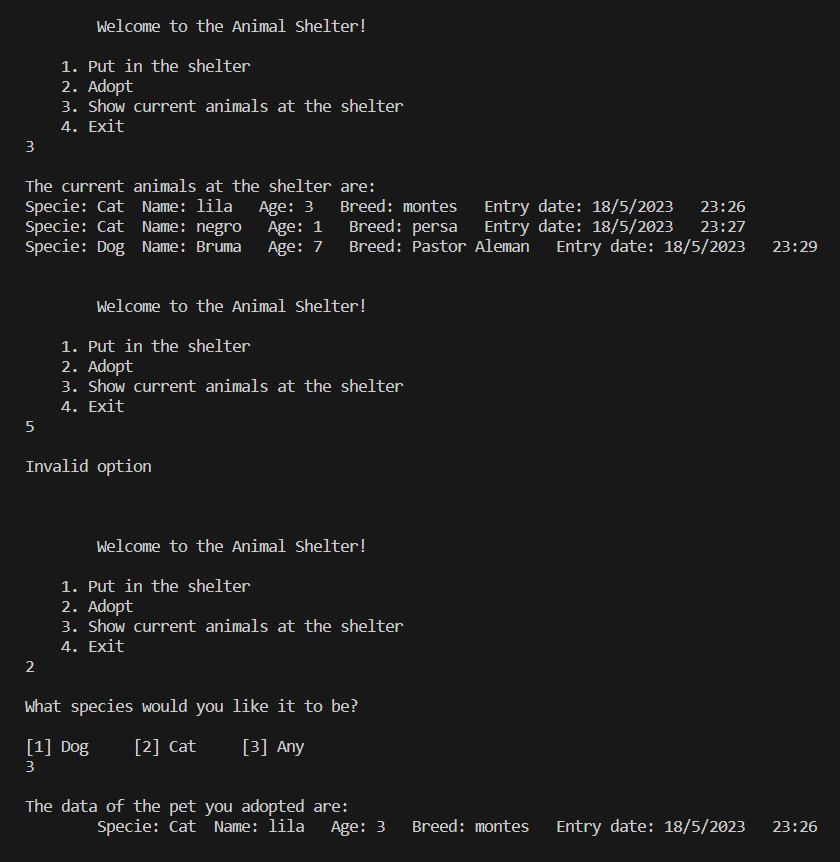 Welcome to the Animal Shelter!
1. Put in the shelter
2. Adopt
3. Show current animals at the shelter
4. Exit
3
The current animals at the shelter are:
Specie: Cat  Name: lila   Age: 3   Breed: montes   Entry date: 18/5/2023   23:26
Specie: Cat  Name: negro   Age: 1   Breed: persa   Entry date: 18/5/2023   23:27
Specie: Dog  Name: Bruma   Age: 7   Breed: Pastor Aleman   Entry date: 18/5/2023   23:29
Welcome to the Animal Shelter!
1. Put in the shelter
2. Adopt
3. Show current animals at the shelter
4. Exit
5
Invalid option
Welcome to the Animal Shelter!
1. Put in the shelter
2. Adopt
3. Show current animals at the shelter
4. Exit
2
What species would you like it to be?
[1] Dog     [2] Cat     [3] Any
3
The data of the pet you adopted are:
Specie: Cat  Name: lila   Age: 3   Breed: montes   Entry date: 18/5/2023   23:26